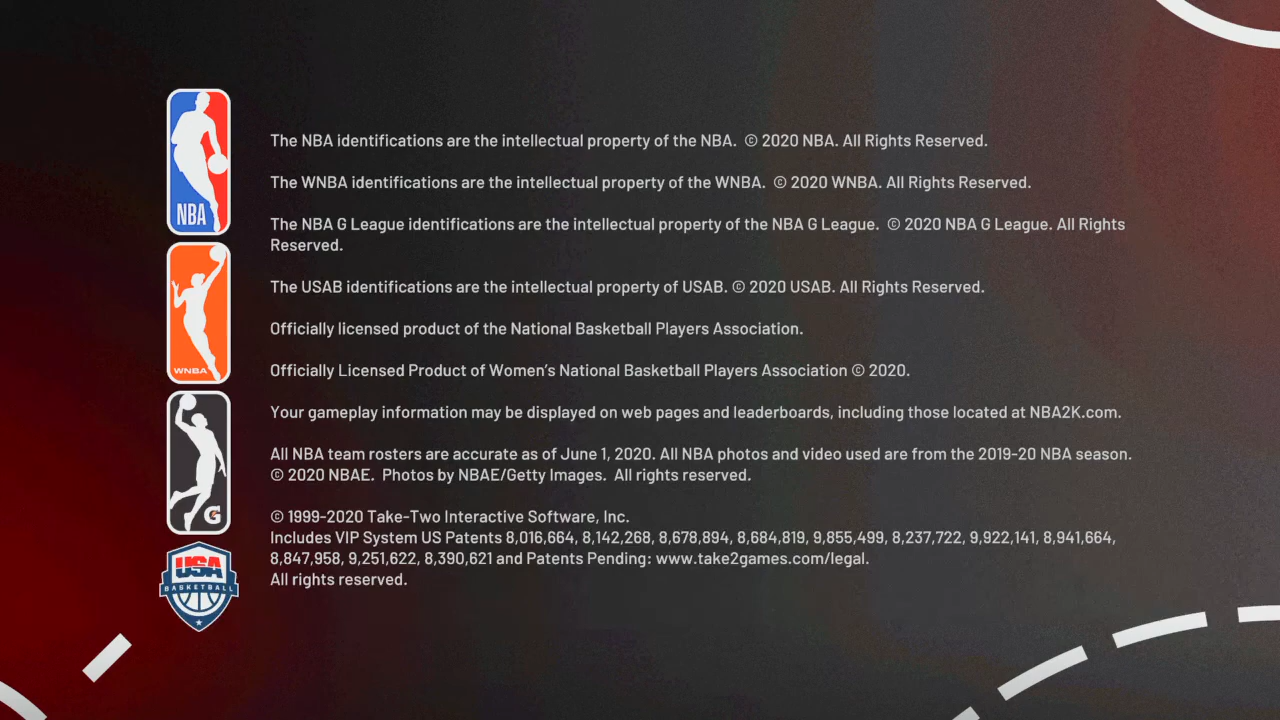 NBA
The NBA identifications are the intellectual property of the NBA.  © 2020 NBA. All Rights Reserved.
The WNBA identifications are the intellectual property of the WNBA.  © 2020 WNBA. All Rights Reserved.
The NBA G League identifications are the intellectual property of the NBA G League.  © 2020 NBA G League. All Rights
Reserved.
The USAB identifications are the intellectual property of USAB. © 2020 USAB. All Rights Reserved.
Officially licensed product of the National Basketball Players Association.
WNBA
Officially Licensed Product of Women’s National Basketball Players Association © 2020.
Your gameplay information may be displayed on web pages and leaderboards, including those located at NBA2K.com.
All NBA team rosters are accurate as of June 1, 2020. All NBA photos and video used are from the 2019-20 NBA season.
© 2020 NBAE.  Photos by NBAE/Getty Images.  All rights reserved.
G
© 1999-2020 Take-Two Interactive Software, Inc.
Includes VIP System US Patents 8,016,664, 8,142,268, 8,678,894, 8,684,819, 9,855,499, 8,237,722, 9,922,141, 8,941,664,
8,847,958, 9,251,622, 8,390,621 and Patents Pending: www.take2games.com/legal.
All rights reserved.
USA
BASKETBALL